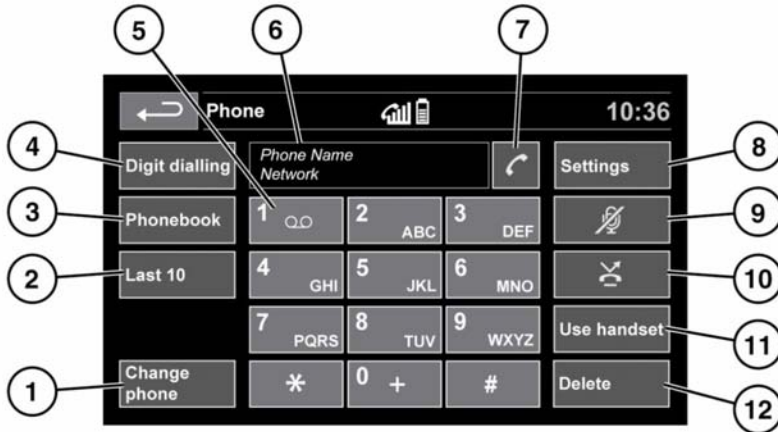 5
6
7
Phone
10:36
4
Digit dialling
Phone Name
Network
Settings
8
3
Phonebook
1
2 ABC
3 DEF
9
2
Last 10
4 GHI
5 JKL
6 MNO
10
7 PQRS
8 TUV
9 WXYZ
Use handset
11
1
Change
phone
*
0 +
#
Delete
12